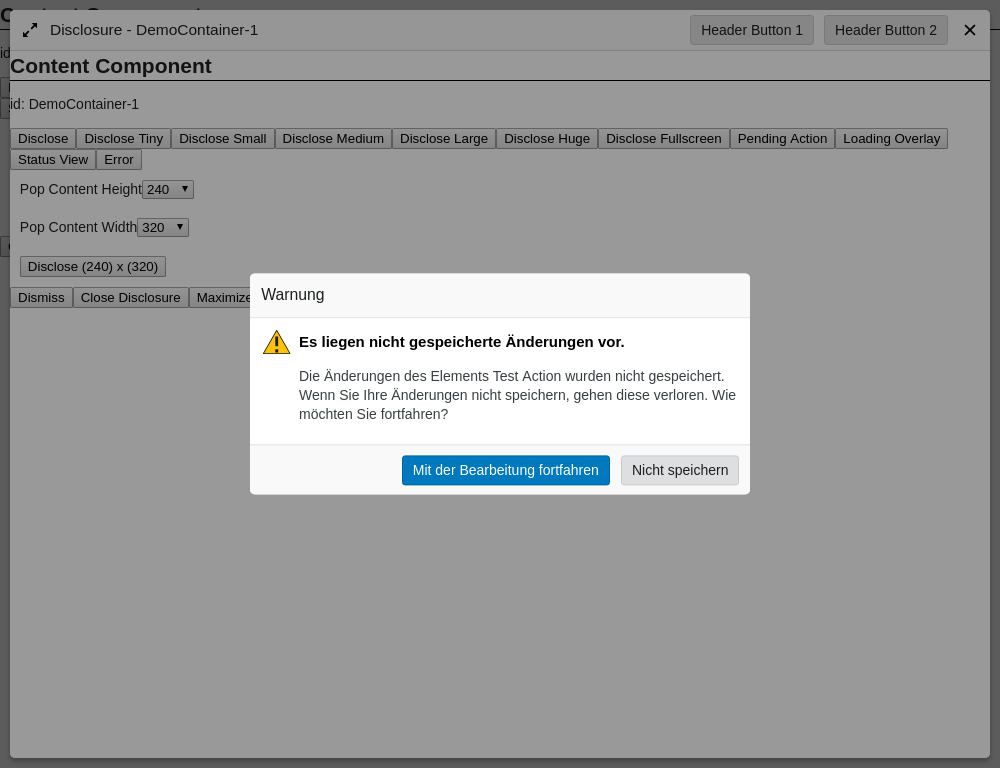 Disclosure - DemoContainer-1 Header Button 1 Header Button 2
Content Component
id: DemoContainer-1
Disclose Disclose Tiny Disclose Small Disclose Medium Disclose Large Disclose Huge Disclose Fullscreen Pending Action Loading Overlay
Status View Error
Pop Content Height 240
Pop Content Width 320
Disclose (240) x (320)
Dismiss Close Disclosure Maximize
Warnung
Es liegen nicht gespeicherte Änderungen vor.
Die Änderungen des Elements Test Action wurden nicht gespeichert.
Wenn Sie Ihre Änderungen nicht speichern, gehen diese verloren. Wie
möchten Sie fortfahren?
Mit der Bearbeitung fortfahren Nicht speichern